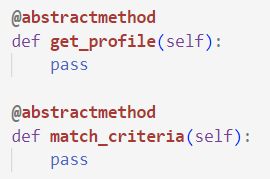 @abstractmethod
def get_profile(self):
    pass

@abstractmethod
def match_criteria(self):
    pass